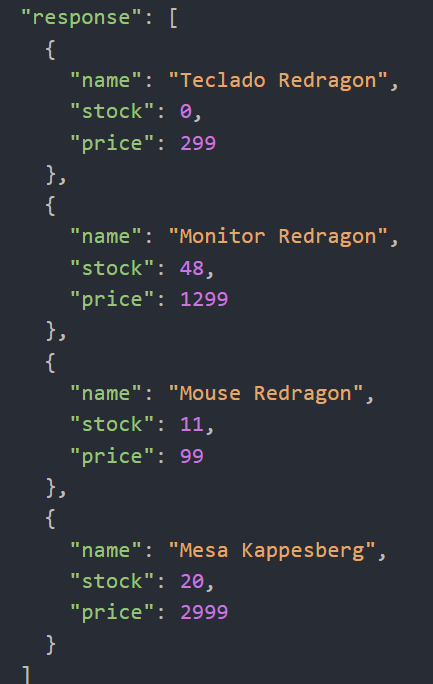 "response": [
{
"name": "Teclado Redragon",
"stock": 0,
"price": 299
},
{
"name": "Monitor Redragon",
"stock": 48,
"price": 1299
},
{
"name": "Mouse Redragon",
"stock": 11,
"price": 99
},
{
"name": "Mesa Kappesberg",
"stock": 20,
"price": 2999
}
]